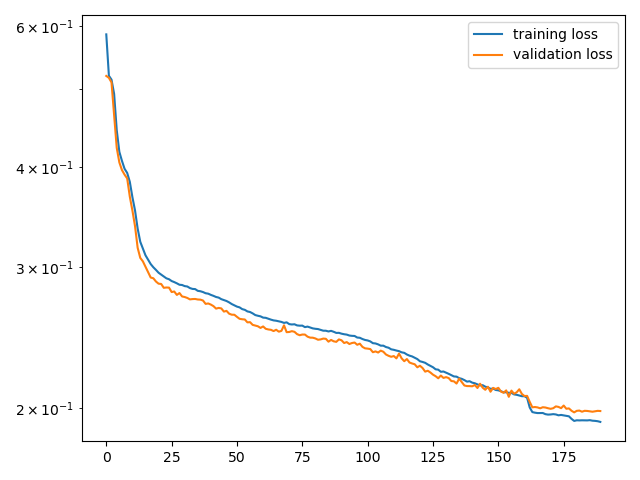 6 × 10⁻¹
training loss
validation loss
4 × 10⁻¹
3 × 10⁻¹
2 × 10⁻¹
0 25 50 75 100 125 150 175